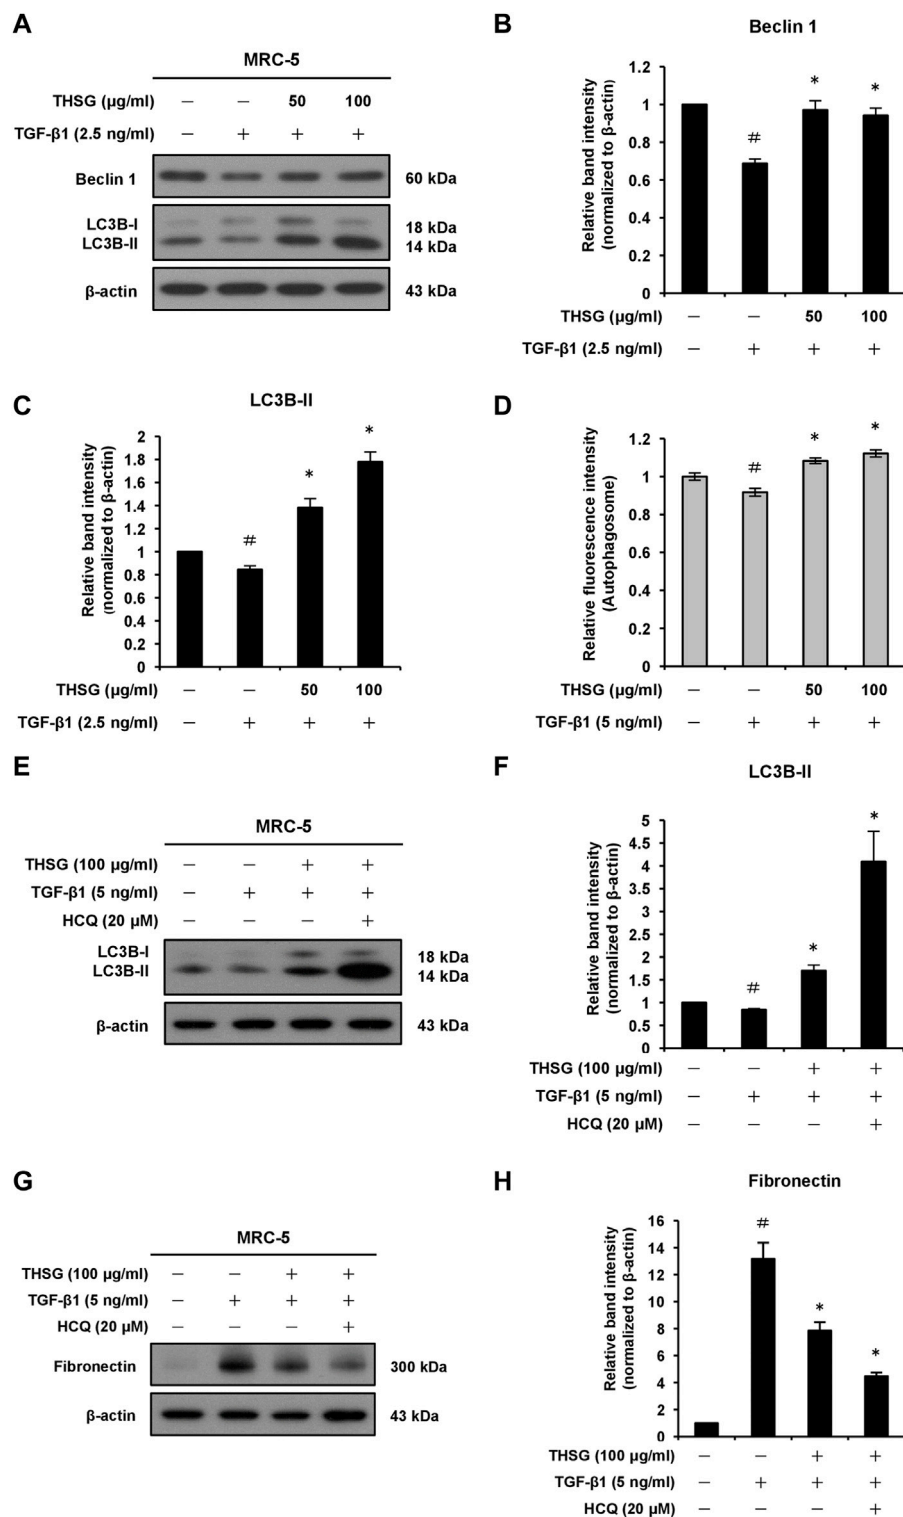 A
MRC-5
THSG (µg/ml) − − 50 100
TGF-β1 (2.5 ng/ml) − + + +
Beclin 1 60 kDa
LC3B-I 18 kDa
LC3B-II 14 kDa
β-actin 43 kDa
B
Beclin 1
Relative band intensity
(normalized to β-actin)
1.2
1
0.8
0.6
0.4
0.2
0
# * *
THSG (µg/ml) − − 50 100
TGF-β1 (2.5 ng/ml) − + + +
C
LC3B-II
Relative band intensity
(normalized to β-actin)
2
1.8
1.6
1.4
1.2
1
0.8
0.6
0.4
0.2
0
# * *
THSG (µg/ml) − − 50 100
TGF-β1 (2.5 ng/ml) − + + +
D
Relative fluorescence intensity
(Autophagosome)
1.2
1
0.8
0.6
0.4
0.2
0
# * *
THSG (µg/ml) − − 50 100
TGF-β1 (5 ng/ml) − + + +
E
MRC-5
THSG (100 µg/ml) − − + +
TGF-β1 (5 ng/ml) − + + +
HCQ (20 µM) − − − +
LC3B-I 18 kDa
LC3B-II 14 kDa
β-actin 43 kDa
F
LC3B-II
Relative band intensity
(normalized to β-actin)
5
4.5
4
3.5
3
2.5
2
1.5
1
0.5
0
# * *
THSG (100 µg/ml) − − + +
TGF-β1 (5 ng/ml) − + + +
HCQ (20 µM) − − − +
G
MRC-5
THSG (100 µg/ml) − − + +
TGF-β1 (5 ng/ml) − + + +
HCQ (20 µM) − − − +
Fibronectin 300 kDa
β-actin 43 kDa
H
Fibronectin
Relative band intensity
(normalized to β-actin)
16
14
12
10
8
6
4
2
0
# * *
THSG (100 µg/ml) − − + +
TGF-β1 (5 ng/ml) − + + +
HCQ (20 µM) − − − +